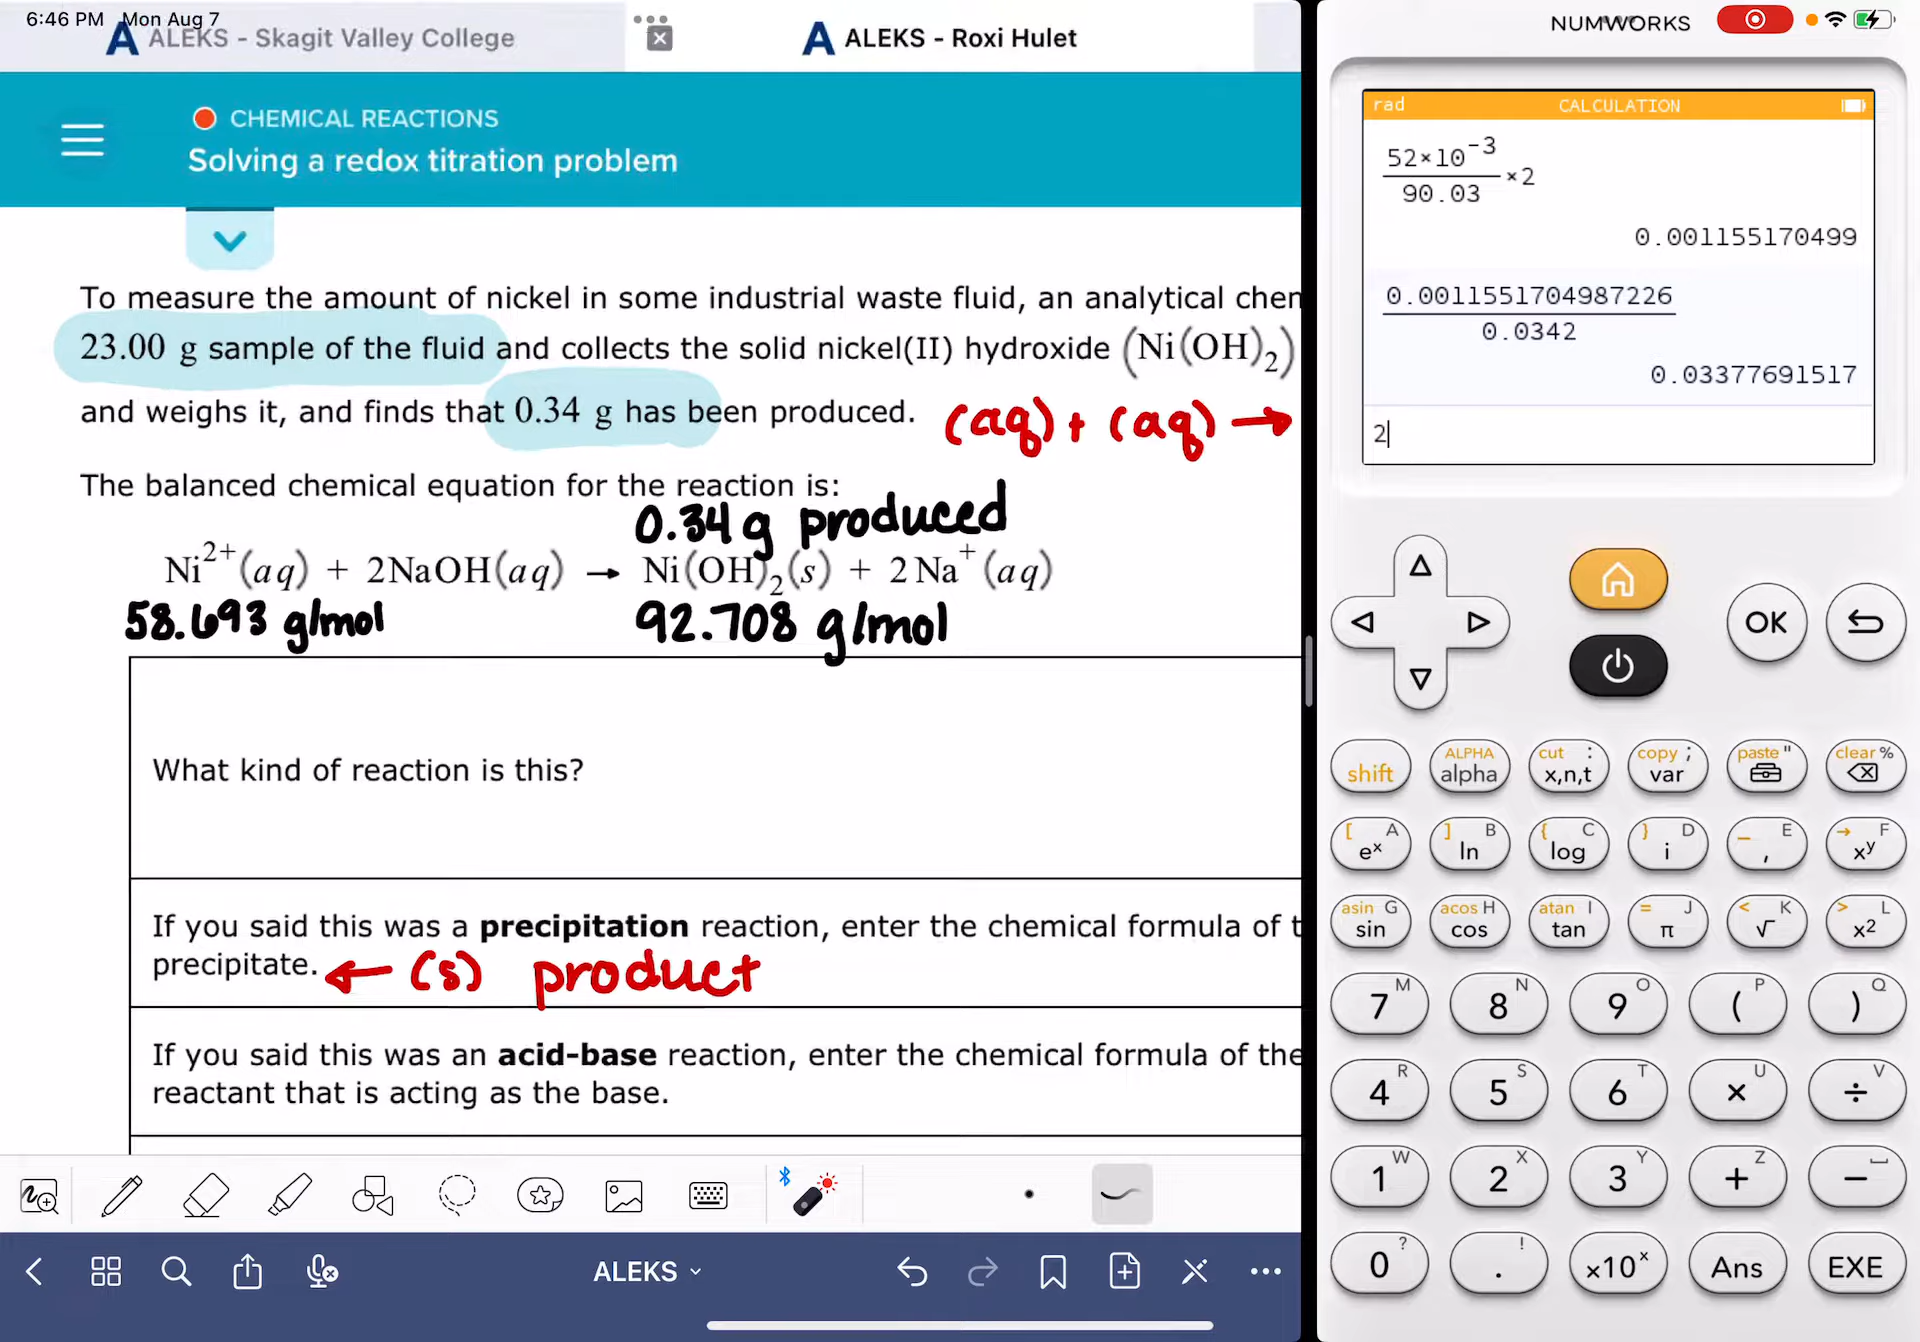 6:46 PM Mon Aug 7
ALEKS - Skagit Valley College
ALEKS - Roxi Hulet
CHEMICAL REACTIONS
Solving a redox titration problem
To measure the amount of nickel in some industrial waste fluid, an analytical chem
23.00 g sample of the fluid and collects the solid nickel(II) hydroxide (Ni(OH)₂)
and weighs it, and finds that 0.34 g has been produced. (aq) + (aq) →
The balanced chemical equation for the reaction is:
0.34 g produced
Ni²⁺(aq) + 2NaOH(aq) → Ni(OH)₂(s) + 2 Na⁺(aq)
58.693 g/mol 92.708 g/mol
What kind of reaction is this?
If you said this was a precipitation reaction, enter the chemical formula of t
precipitate. ← (s) product
If you said this was an acid-base reaction, enter the chemical formula of the
reactant that is acting as the base.
ALEKS
NUMWORKS
rad CALCULATION
52×10⁻³
90.03 ×2
0.001155170499
0.0011551704987226
0.0342
0.03377691517
2
OK
ALPHA cut : copy ; paste " clear %
shift alpha x,n,t var
[ A ] B { C } D _ E → F
eˣ ln log i , xʸ
asin G acos H atan I = J < K > L
sin cos tan π √ x²
M N O P Q
7 8 9 ( )
R S T U V
4 5 6 × ÷
W X Y Z
1 2 3 + −
? !
0 . ×10ˣ Ans EXE